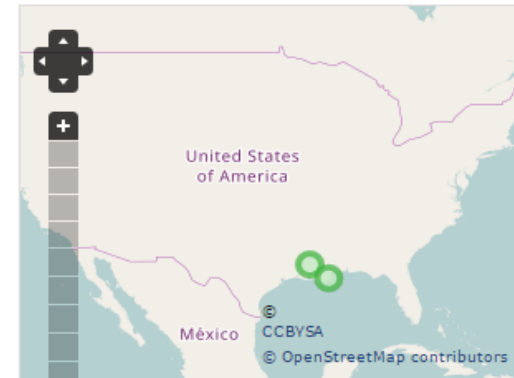 +
United States
of America
México
©
CCBYSA
© OpenStreetMap contributors